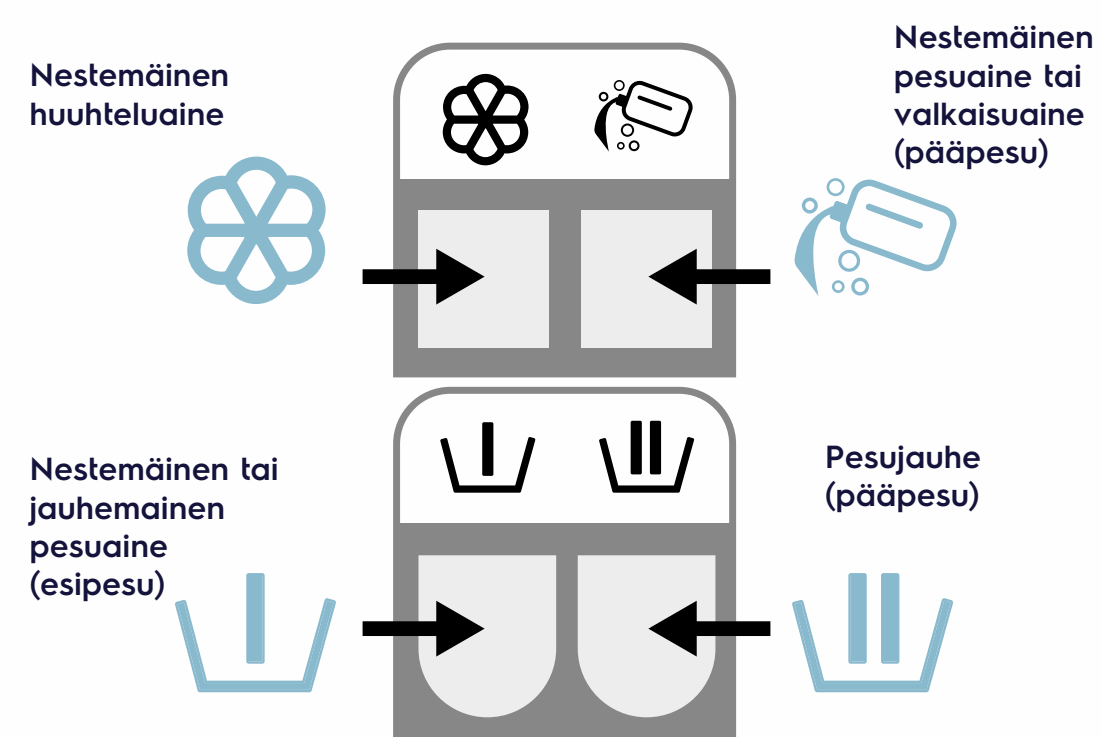 Nestemäinen
huuhteluaine
Nestemäinen
pesuaine tai
valkaisuaine
(pääpesu)
Nestemäinen tai
jauhemainen
pesuaine
(esipesu)
Pesujauhe
(pääpesu)